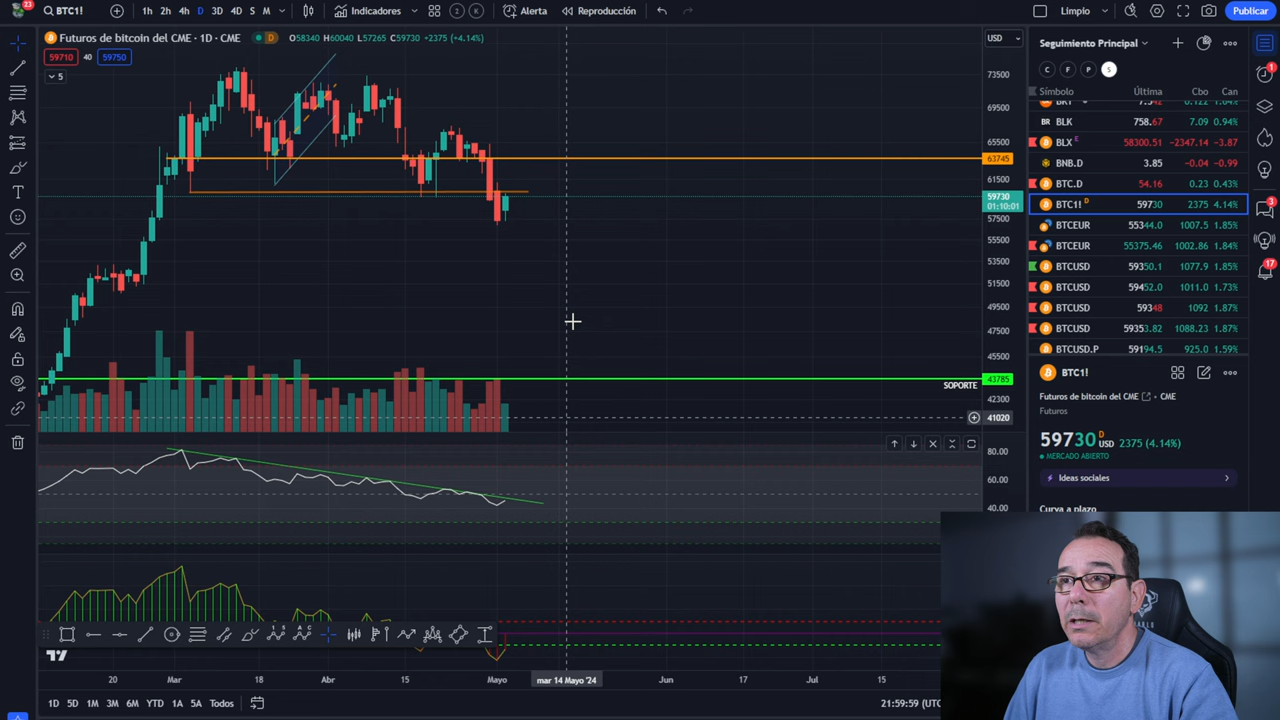 23
BTC1!
1h 2h 4h D 3D 4D S M
Indicadores
2 K
Alerta
Reproducción
Limpio
Publicar
Futuros de bitcoin del CME · 1D · CME
D
O58340 H60040 L57265 C59730 +2375 (+4.14%)
59710 40 59750
5
USD
73500
69500
65500
63745
61500
59730
01:10:01
57500
55500
53500
51500
49500
47500
45500
43785
SOPORTE
42300
41020
80.00
60.00
40.00
20 Mar 18 Abr 15 Mayo mar 14 Mayo '24 Jun 17 Jul 15
1D 5D 1M 3M 6M YTD 1A 5A Todos
21:59:59 (UTC
Seguimiento Principal
C F P S
Símbolo Última Cbo Can
BLK 758.67 7.09 0.94%
BLX E 58300.51 -2347.14 -3.87
BNB.D 3.85 -0.04 -0.99
BTC.D 54.16 0.23 0.43%
BTC1! D 59730 2375 4.14%
BTCEUR 55344.0 1007.5 1.85%
BTCEUR 55375.46 1002.86 1.84%
BTCUSD 59350.1 1077.9 1.85%
BTCUSD 59452.0 1011.0 1.73%
BTCUSD 59348 1092 1.87%
BTCUSD 59353.82 1088.23 1.87%
BTCUSD.P 59194.5 925.0 1.59%
BTC1!
Futuros de bitcoin del CME CME
Futuros
59730 D USD 2375 (4.14%)
MERCADO ABIERTO
Ideas sociales
Curva a plazo
1
3
17